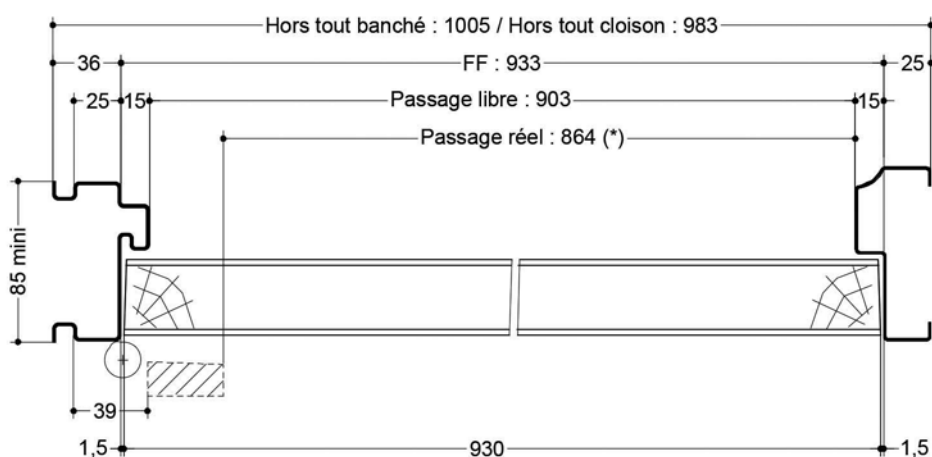 Hors tout banché : 1005 / Hors tout cloison : 983
36 FF : 933 25
25 15 Passage libre : 903 15
Passage réel : 864 (*)
85 mini
39
1,5 930 1,5